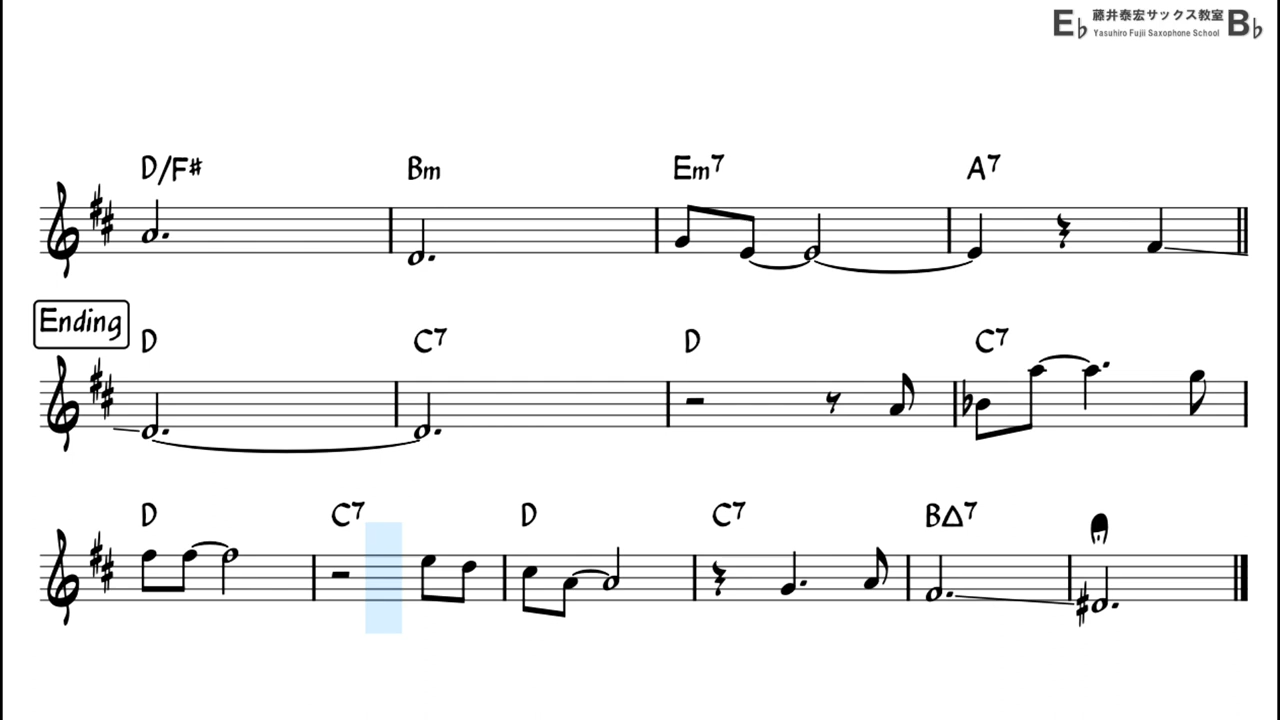 E♭ 藤井泰宏サックス教室 B♭
Yasuhiro Fujii Saxophone School
D/F# Bm Em7 A7
Ending
D C7 D C7
D C7 D C7 B△7